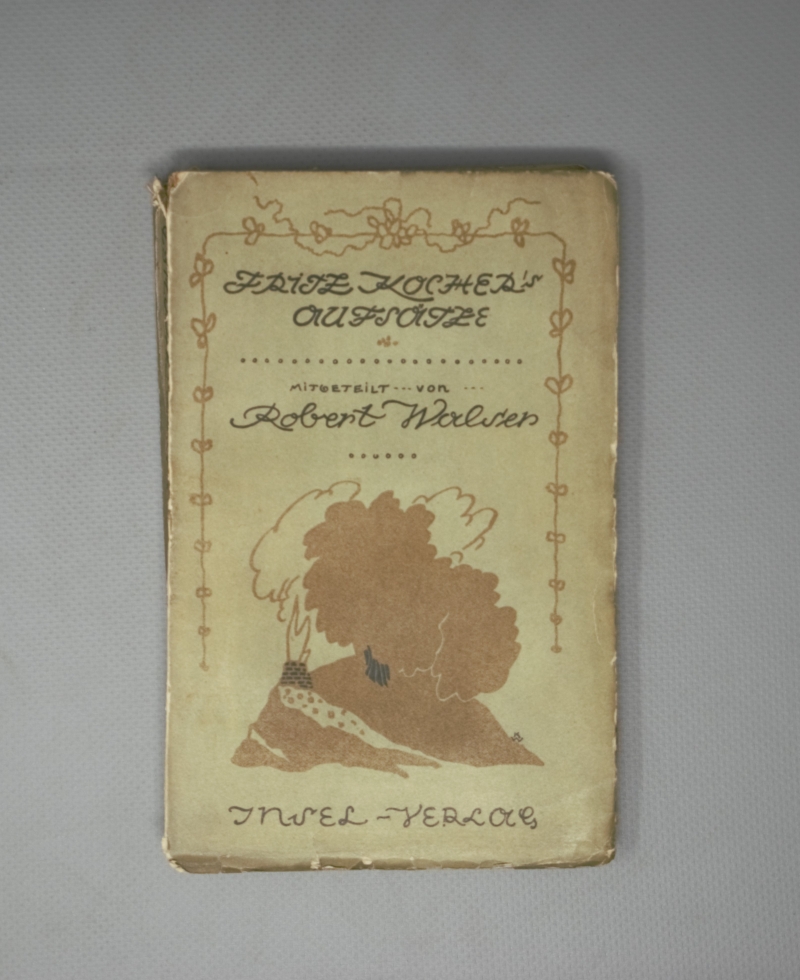 FRITZ KOCHER'S
AUFSÄTZE
MITGETEILT --- VON ---
Robert Walser
INSEL-VERLAG